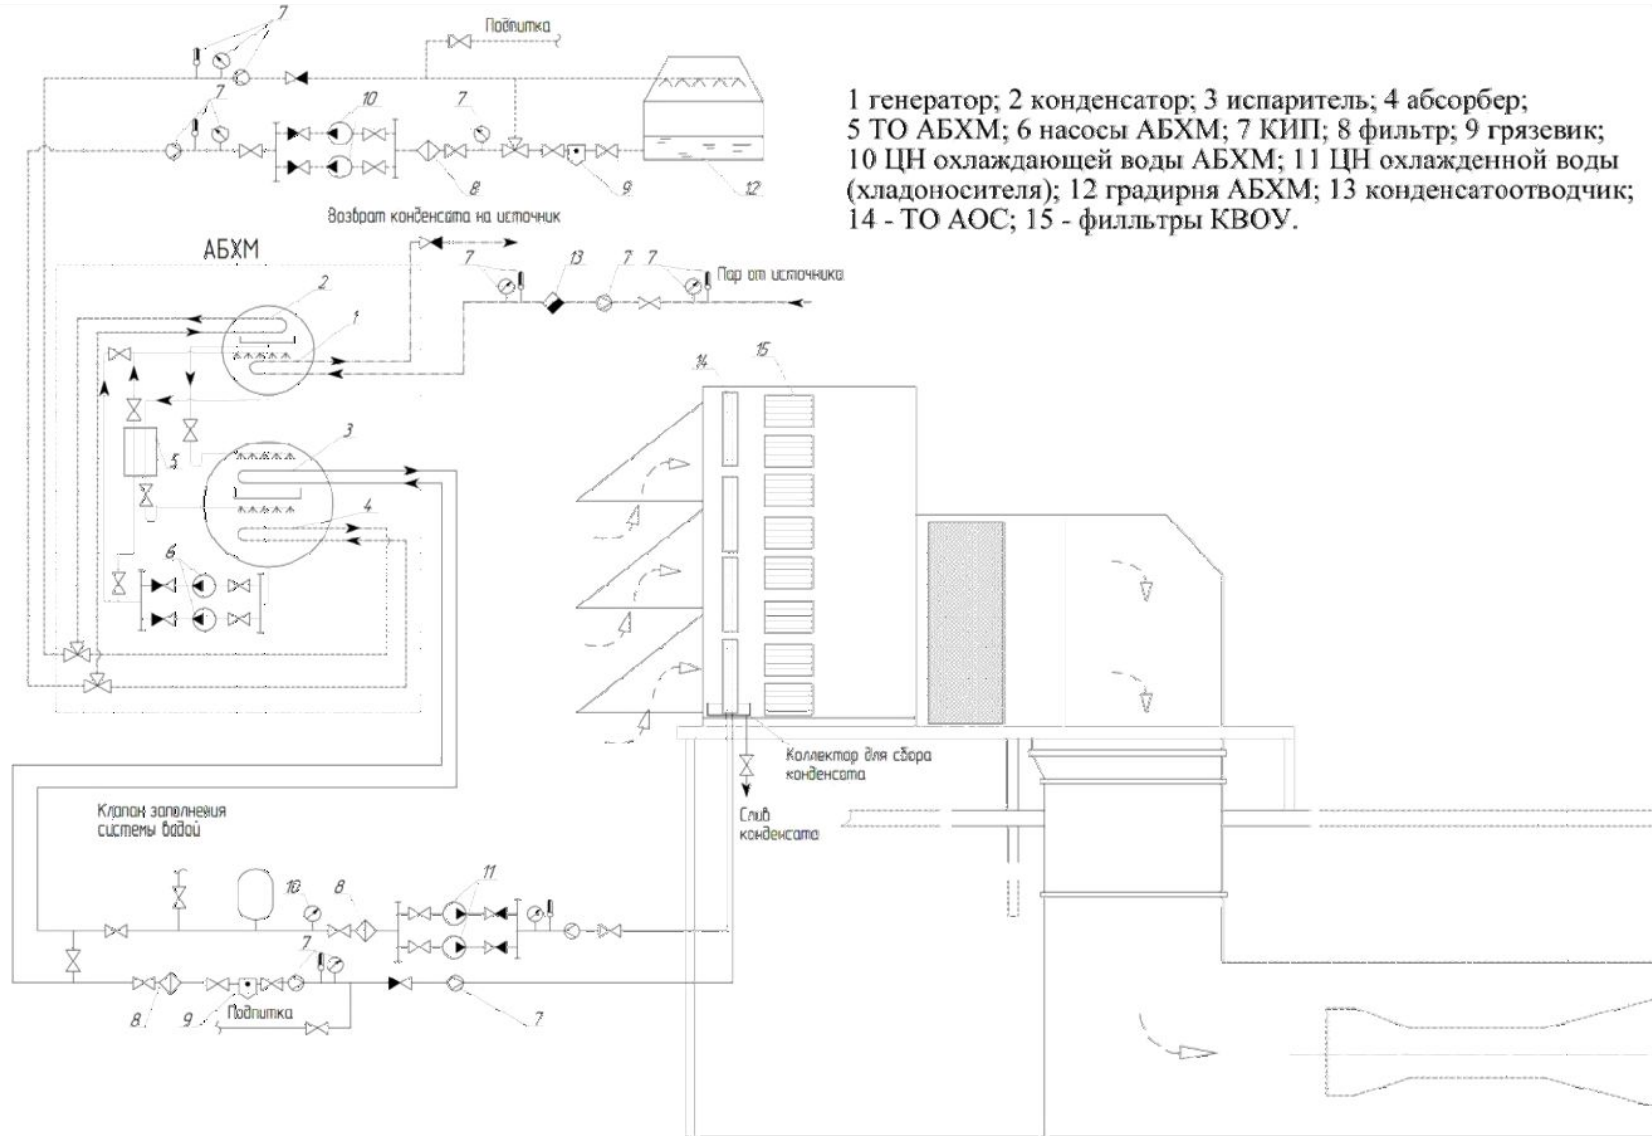 7
Подпитка
7
10
7
8
9
12
1 генератор; 2 конденсатор; 3 испаритель; 4 абсорбер;
5 ТО АБХМ; 6 насосы АБХМ; 7 КИП; 8 фильтр; 9 грязевик;
10 ЦН охлаждающей воды АБХМ; 11 ЦН охлажденной воды
(хладоносителя); 12 градирня АБХМ; 13 конденсатоотводчик;
14 - ТО АОС; 15 - филльтры КВОУ.
Возврат конденсата на источник
АБХМ
7
13
7
7
Пар от источника
2
1
3
5
4
6
14
15
Коллектор для сбора
конденсата
Слив
конденсата
Клапан заполнения
системы вадой
10
8
11
7
8
9
Подпитка
7